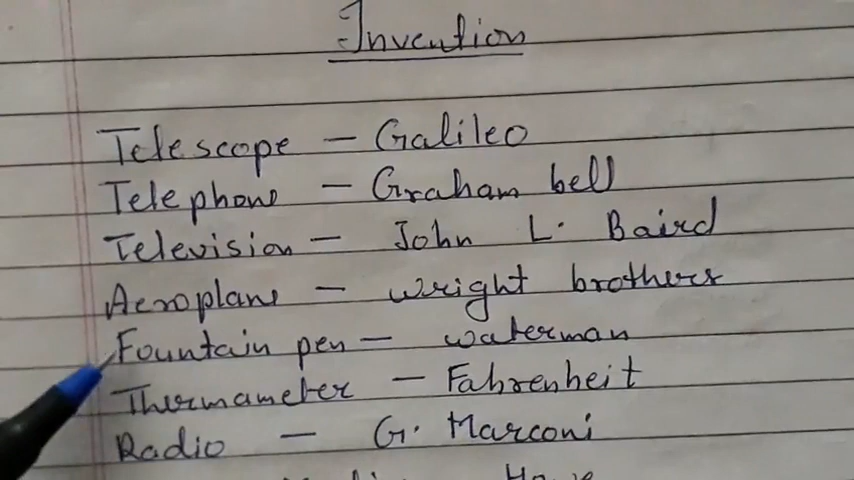 Invention
Telescope – Galileo
Telephone – Graham bell
Television – John L. Baird
Aeroplane – wright brothers
Fountain pen – waterman
Thermameter – Fahrenheit
Radio – G. Marconi